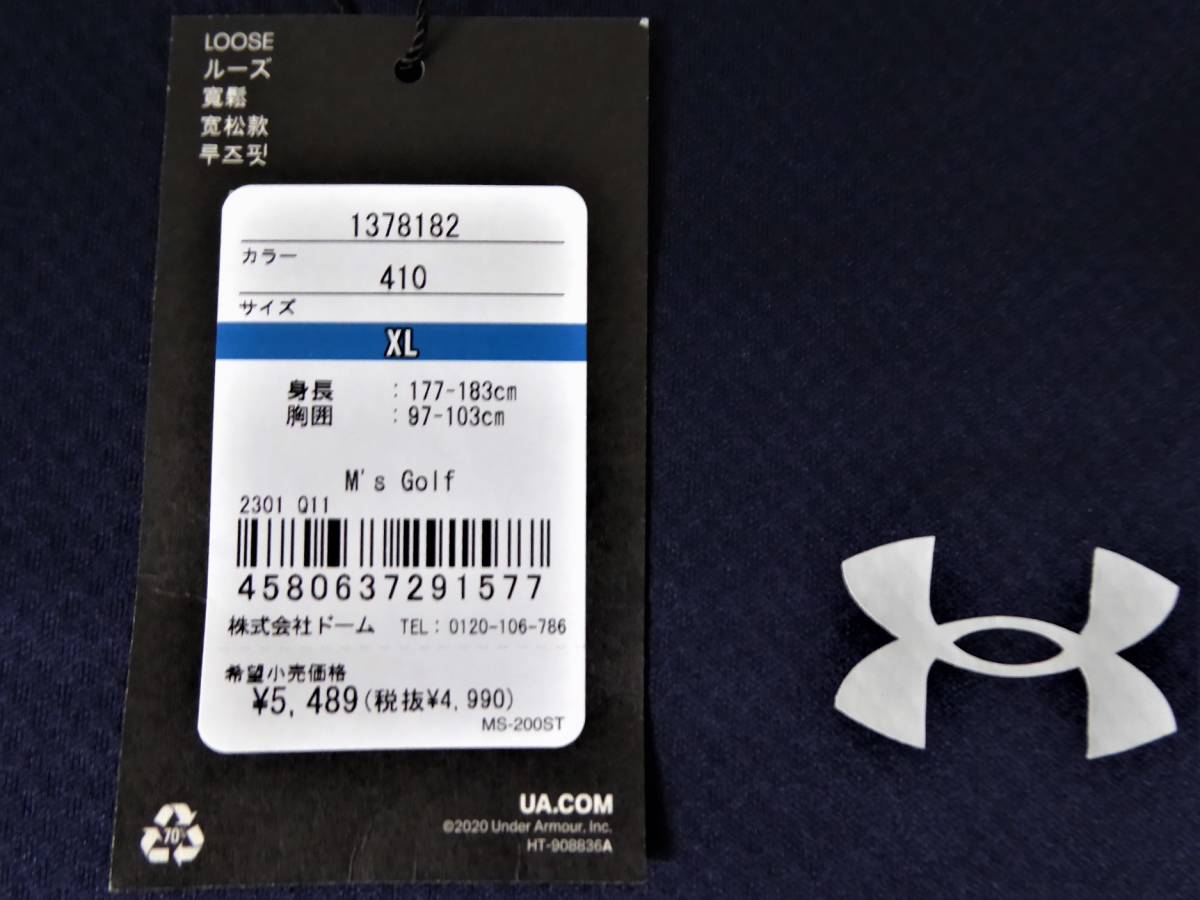 LOOSE
ルーズ
寬鬆
宽松款
루즈핏
1378182
カラー
410
サイズ
XL
身長 : 177-183cm
胸囲 : 97-103cm
M's Golf
2301 Q11
4580637291577
株式会社ドーム TEL: 0120-106-786
希望小売価格
¥5,489(税抜¥4,990)
MS-200ST
70%
UA.COM
©2020 Under Armour, Inc.
HT-908836A